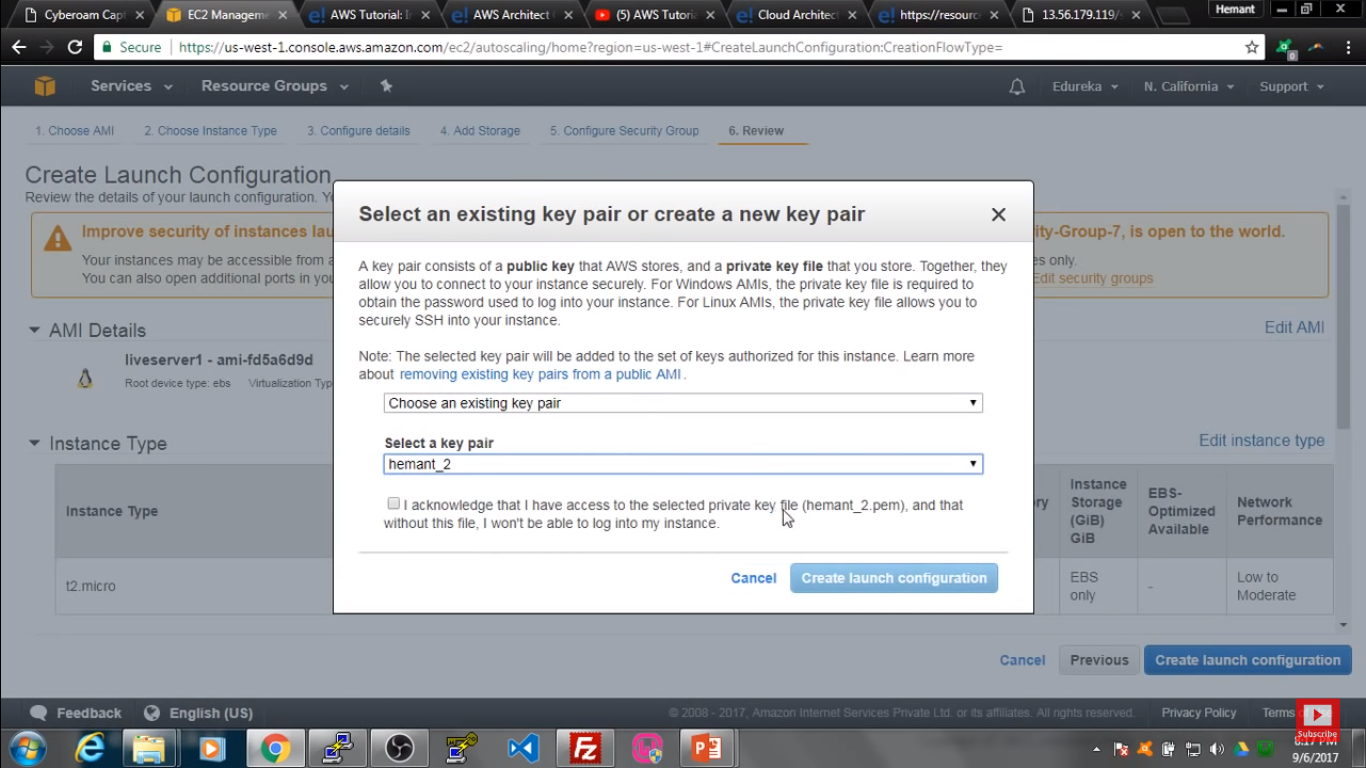 Cyberoam Capt
EC2 Manageme
AWS Tutorial: I
AWS Architect
(5) AWS Tutoria
Cloud Architect
https://resourc
13.56.179.119/s
Hemant
Secure
https://us-west-1.console.aws.amazon.com/ec2/autoscaling/home?region=us-west-1#CreateLaunchConfiguration:CreationFlowType=
0
Services
Resource Groups
Edureka
N. California
Support
1. Choose AMI
2. Choose Instance Type
3. Configure details
4. Add Storage
5. Configure Security Group
6. Review
Create Launch Configuration
Review the details of your launch configuration. Yo
Improve security of instances lau
ity-Group-7, is open to the world.
Your instances may be accessible from a
es only.
You can also open additional ports in you
Edit security groups
AMI Details
Edit AMI
liveserver1 - ami-fd5a6d9d
Root device type: ebs Virtualization Typ
Instance Type
Edit instance type
Instance Type
ry
Instance
Storage
(GiB)
GiB
EBS-
Optimized
Available
Network
Performance
t2.micro
EBS
only
-
Low to
Moderate
Select an existing key pair or create a new key pair
A key pair consists of a public key that AWS stores, and a private key file that you store. Together, they
allow you to connect to your instance securely. For Windows AMIs, the private key file is required to
obtain the password used to log into your instance. For Linux AMIs, the private key file allows you to
securely SSH into your instance.
Note: The selected key pair will be added to the set of keys authorized for this instance. Learn more
about removing existing key pairs from a public AMI .
Choose an existing key pair
Select a key pair
hemant_2
I acknowledge that I have access to the selected private key file (hemant_2.pem), and that
without this file, I won't be able to log into my instance.
Cancel
Create launch configuration
Cancel
Previous
Create launch configuration
Feedback
English (US)
© 2008 - 2017, Amazon Internet Services Private Ltd. or its affiliates. All rights reserved.
Privacy Policy
Terms
Subscribe
9/6/2017